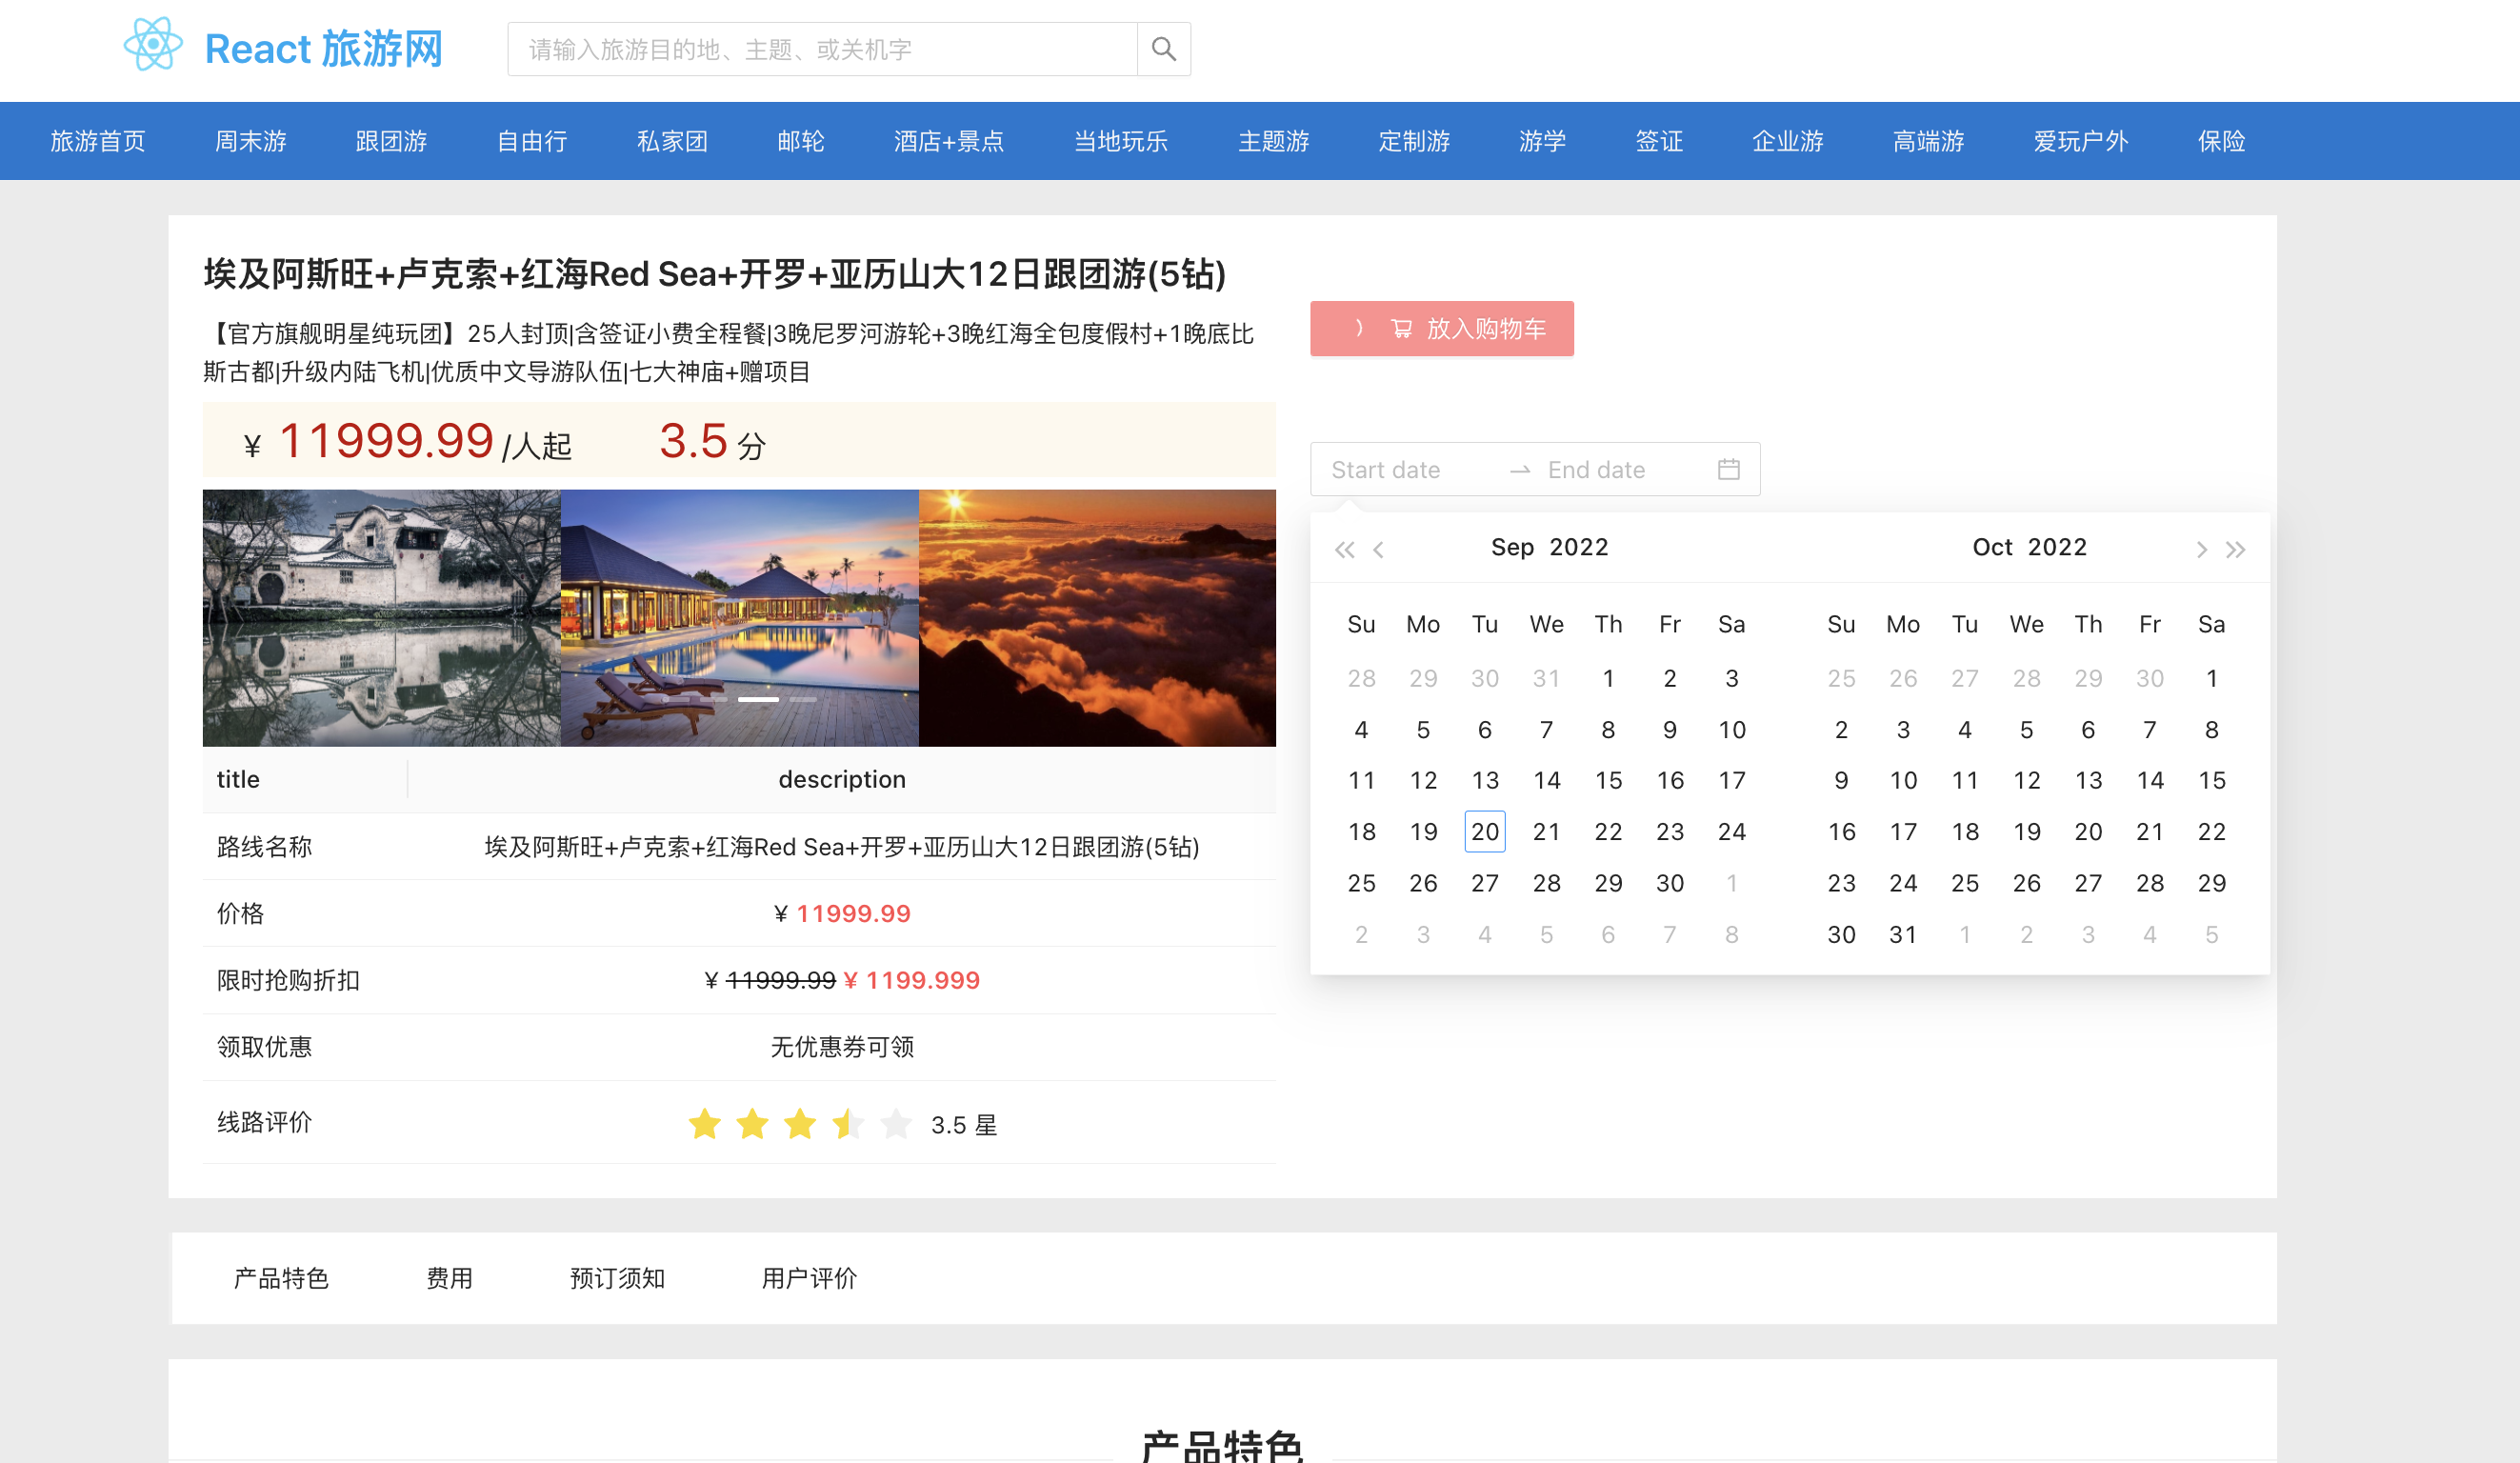 React 旅游网
请输入旅游目的地、主题、或关机字
旅游首页 周末游 跟团游 自由行 私家团 邮轮 酒店+景点 当地玩乐 主题游 定制游 游学 签证 企业游 高端游 爱玩户外 保险
埃及阿斯旺+卢克索+红海Red Sea+开罗+亚历山大12日跟团游(5钻)
【官方旗舰明星纯玩团】25人封顶|含签证小费全程餐|3晚尼罗河游轮+3晚红海全包度假村+1晚底比
斯古都|升级内陆飞机|优质中文导游队伍|七大神庙+赠项目
¥ 11999.99 /人起 3.5 分
title description
路线名称 埃及阿斯旺+卢克索+红海Red Sea+开罗+亚历山大12日跟团游(5钻)
价格 ¥ 11999.99
限时抢购折扣 ¥ 11999.99 ¥ 1199.999
领取优惠 无优惠券可领
线路评价 3.5 星
放入购物车
Start date End date
Sep 2022
Su Mo Tu We Th Fr Sa
28 29 30 31 1 2 3
4 5 6 7 8 9 10
11 12 13 14 15 16 17
18 19 20 21 22 23 24
25 26 27 28 29 30 1
2 3 4 5 6 7 8
Oct 2022
Su Mo Tu We Th Fr Sa
25 26 27 28 29 30 1
2 3 4 5 6 7 8
9 10 11 12 13 14 15
16 17 18 19 20 21 22
23 24 25 26 27 28 29
30 31 1 2 3 4 5
产品特色 费用 预订须知 用户评价
产品特色